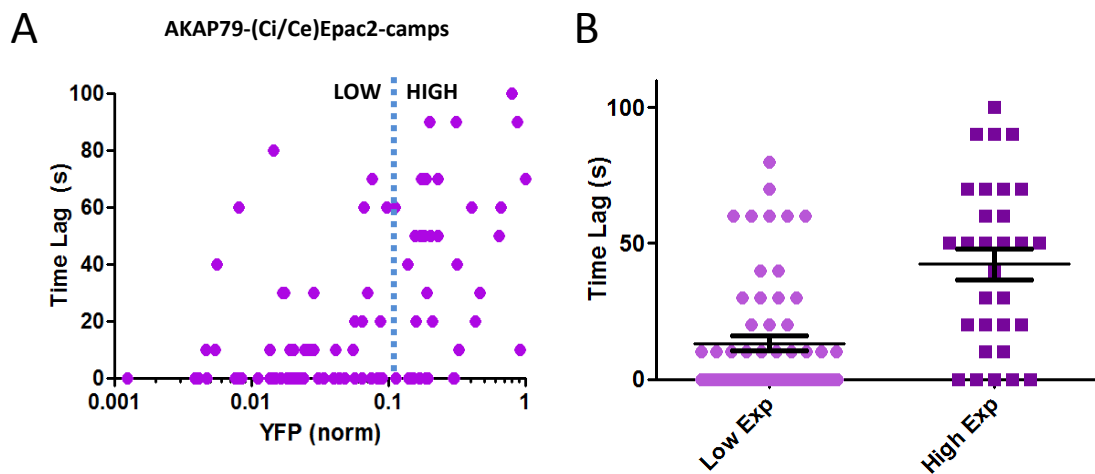 A
AKAP79-(Ci/Ce)Epac2-camps
LOW HIGH
Time Lag (s)
100
80
60
40
20
0
0.001 0.01 0.1 1
YFP (norm)
B
Time Lag (s)
100
50
0
Low Exp
High Exp